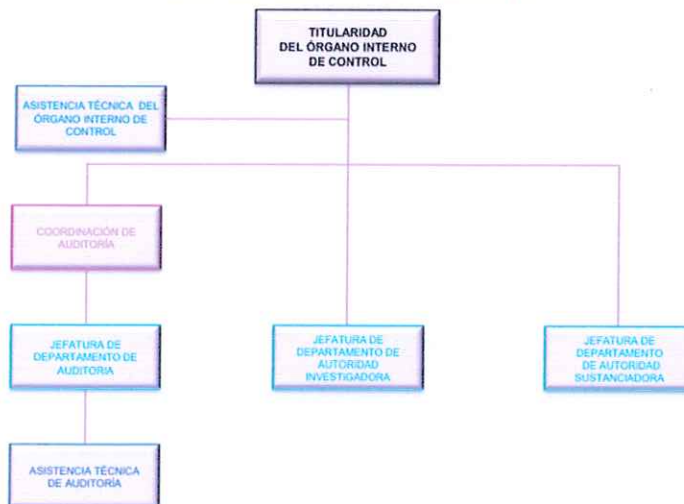 TITULARIDAD
DEL ÓRGANO INTERNO
DE CONTROL
ASISTENCIA TÉCNICA DEL
ÓRGANO INTERNO DE
CONTROL
COORDINACIÓN DE
AUDITORÍA
JEFATURA DE
DEPARTAMENTO DE
AUDITORIA
JEFATURA DE
DEPARTAMENTO DE
AUTORIDAD
INVESTIGADORA
JEFATURA DE
DEPARTAMENTO
DE AUTORIDAD
SUSTANCIADORA
ASISTENCIA TÉCNICA
DE AUDITORÍA